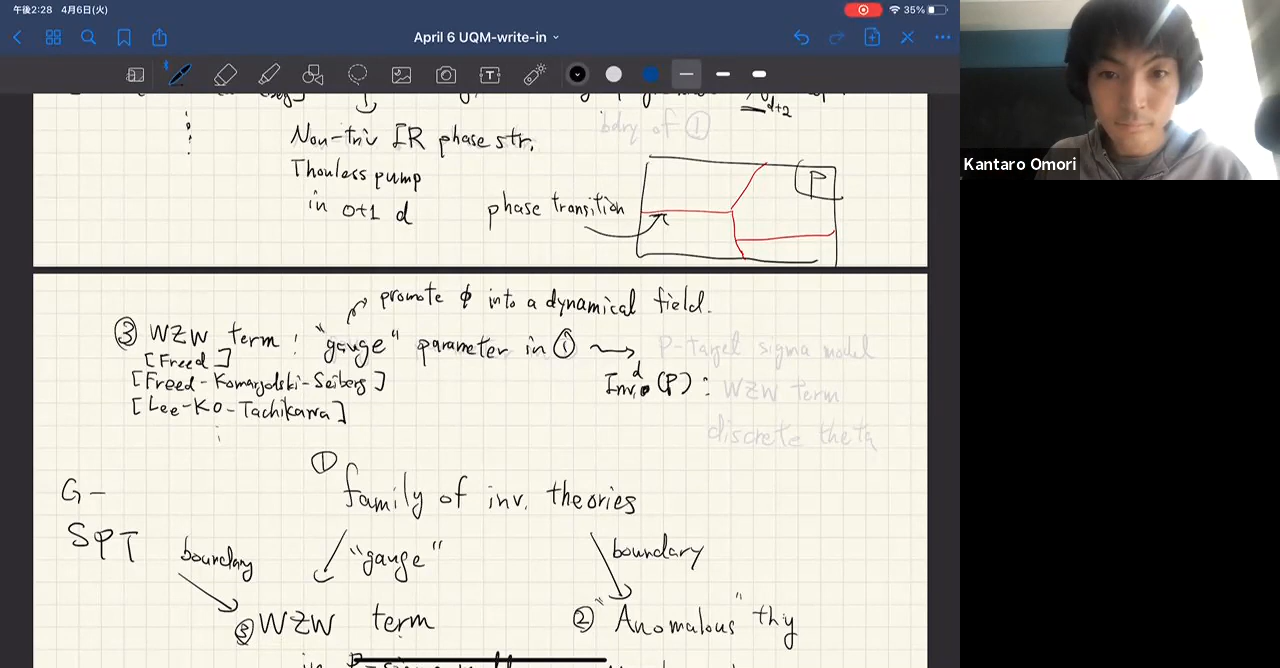 午後2:28 4月6日(火)
35%
April 6 UQM-write-in
d+2
Non-triv IR phase str.
bdry of ①
Thouless pump
in 0+1 d
phase transition
P
promote φ into a dynamical field.
③ WZW term : "gauge" parameter in ① P-target sigma model
[Freed]
[Freed-Komargodski-Seiberg] Inv^d (P) : WZW term
[Lee-Ko-Tachikawa]
discrete theta
①
family of inv. theories
G-
SPT
boundary
"gauge"
boundary
③ WZW term
② "Anomalous" thy
in P-sigma
Kantaro Omori